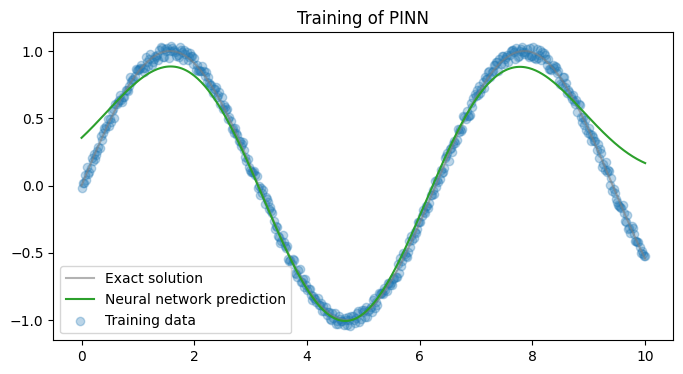 Training of PINN
1.0
0.5
0.0
−0.5
−1.0
Exact solution
Neural network prediction
Training data
0 2 4 6 8 10